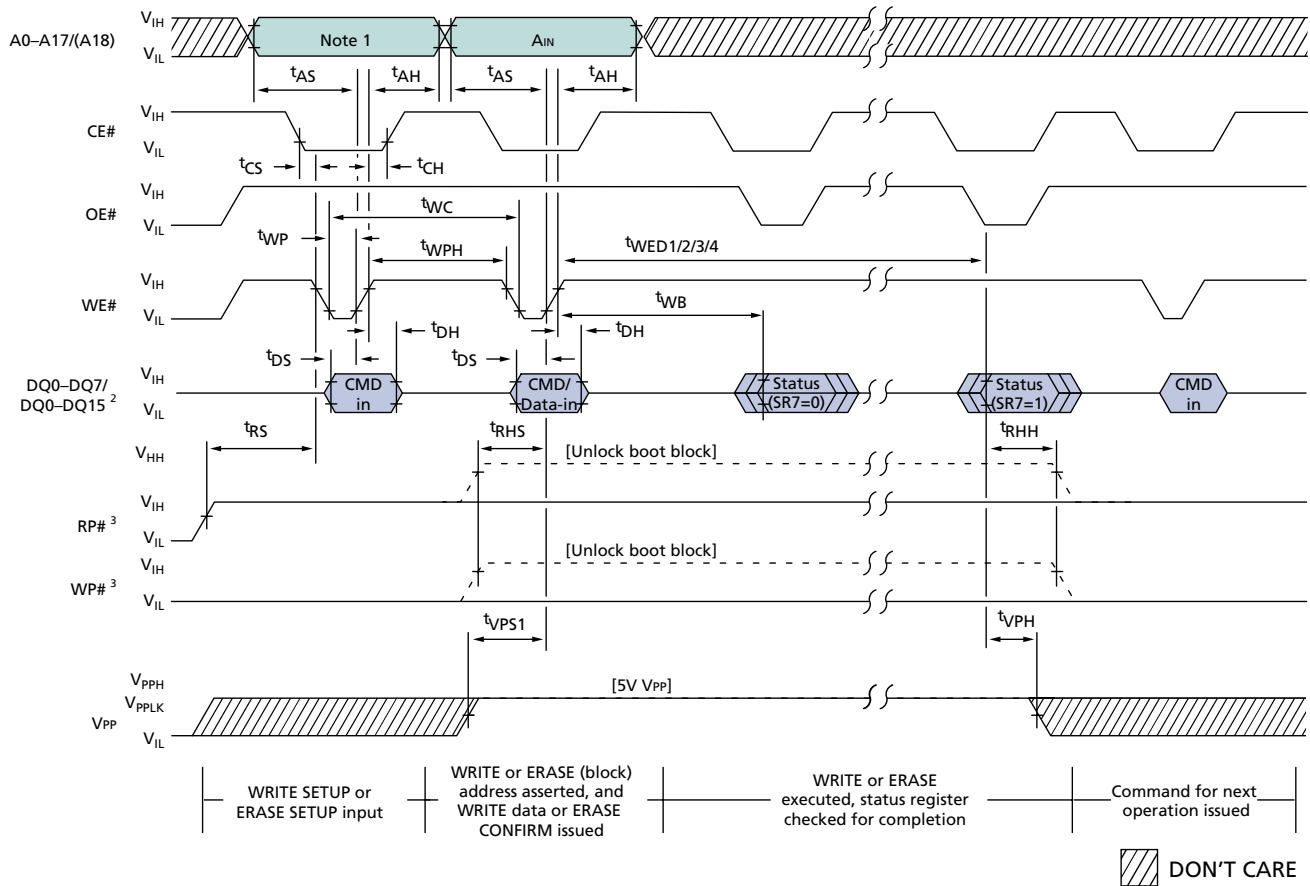 A0–A17/(A18)
VIH
VIL
Note 1
AIN
tAS
tAH
tAS
tAH
CE#
VIH
VIL
tCS
tCH
OE#
VIH
VIL
tWC
tWP
tWPH
tWED1/2/3/4
WE#
VIH
VIL
tWB
tDH
tDH
tDS
tDS
DQ0–DQ7/
DQ0–DQ15 2
VIH
VIL
CMD
in
CMD/
Data-in
Status
(SR7=0)
Status
(SR7=1)
CMD
in
tRS
tRHS
tRHH
VHH
[Unlock boot block]
RP# 3
VIH
VIL
WP# 3
VIH
VIL
[Unlock boot block]
tVPS1
tVPH
VPPH
VPPLK
VPP
VIL
[5V VPP]
WRITE SETUP or
ERASE SETUP input
WRITE or ERASE (block)
address asserted, and
WRITE data or ERASE
CONFIRM issued
WRITE or ERASE
executed, status register
checked for completion
Command for next
operation issued
DON'T CARE